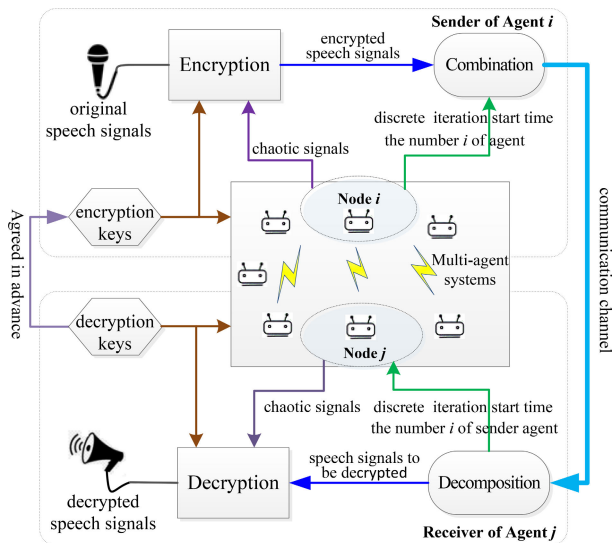 Sender of Agent i
encrypted
speech signals
Encryption
Combination
original
speech signals
discrete iteration start time
the number i of agent
chaotic signals
Node i
encryption
keys
Agreed in advance
Multi-agent
systems
communication channel
decryption
keys
Node j
chaotic signals
discrete iteration start time
the number i of sender agent
speech signals to
be decrypted
Decryption
Decomposition
decrypted
speech signals
Receiver of Agent j